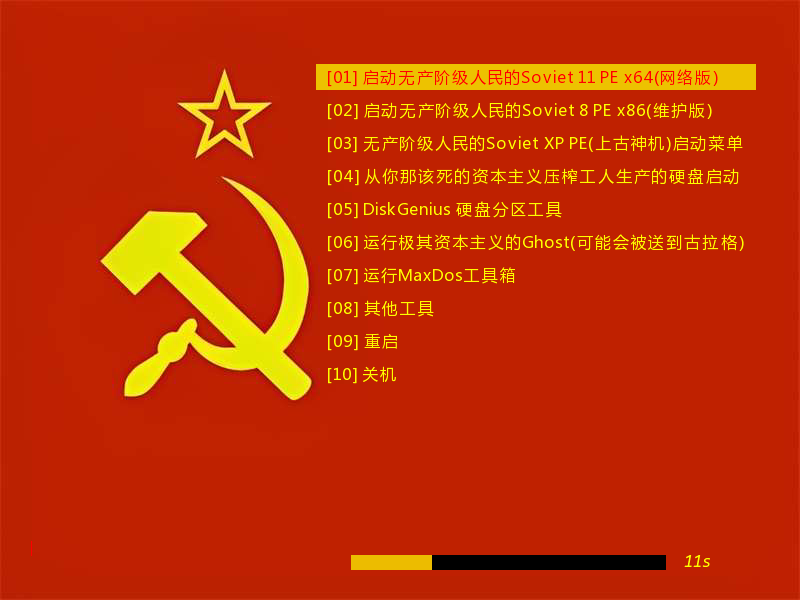 [01] 启动无产阶级人民的Soviet 11 PE x64(网络版)
[02] 启动无产阶级人民的Soviet 8 PE x86(维护版)
[03] 无产阶级人民的Soviet XP PE(上古神机)启动菜单
[04] 从你那该死的资本主义压榨工人生产的硬盘启动
[05] DiskGenius 硬盘分区工具
[06] 运行极其资本主义的Ghost(可能会被送到古拉格)
[07] 运行MaxDos工具箱
[08] 其他工具
[09] 重启
[10] 关机
11s